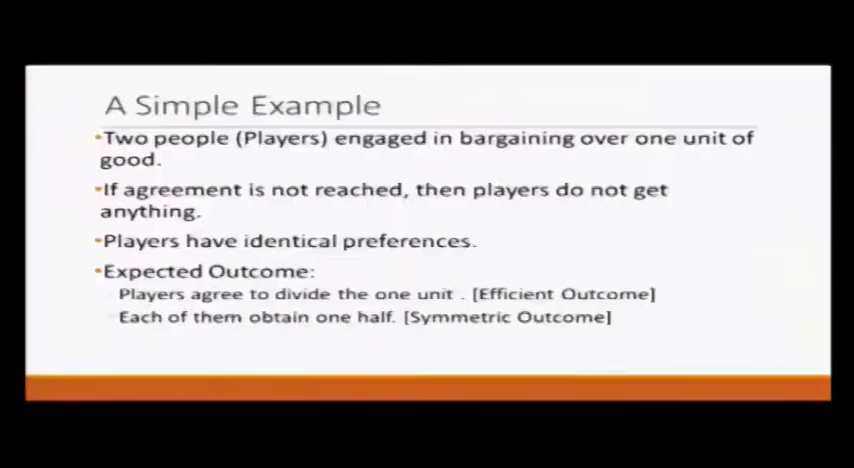 A Simple Example
•Two people (Players) engaged in bargaining over one unit of
good.
•If agreement is not reached, then players do not get
anything.
•Players have identical preferences.
•Expected Outcome:
Players agree to divide the one unit . [Efficient Outcome]
Each of them obtain one half. [Symmetric Outcome]